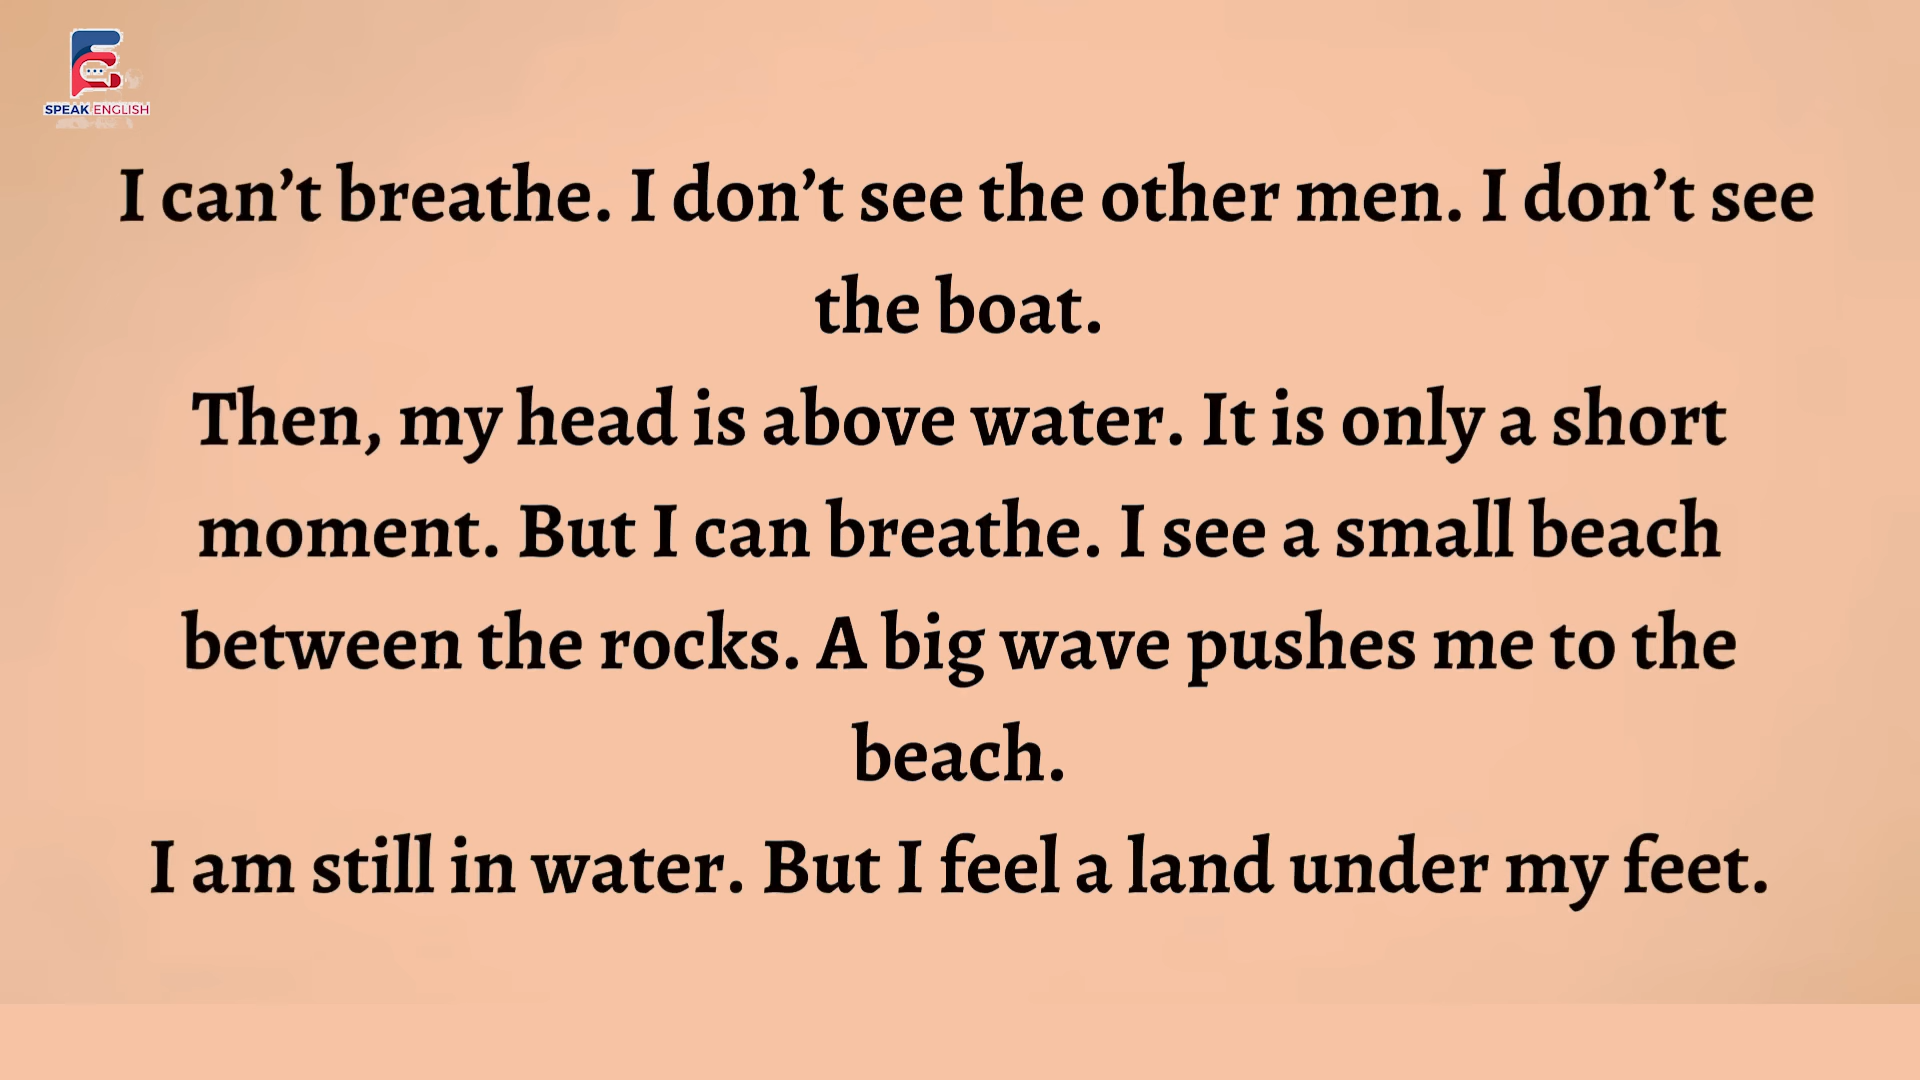 SPEAK ENGLISH
I can’t breathe. I don’t see the other men. I don’t see
the boat.
Then, my head is above water. It is only a short
moment. But I can breathe. I see a small beach
between the rocks. A big wave pushes me to the
beach.
I am still in water. But I feel a land under my feet.